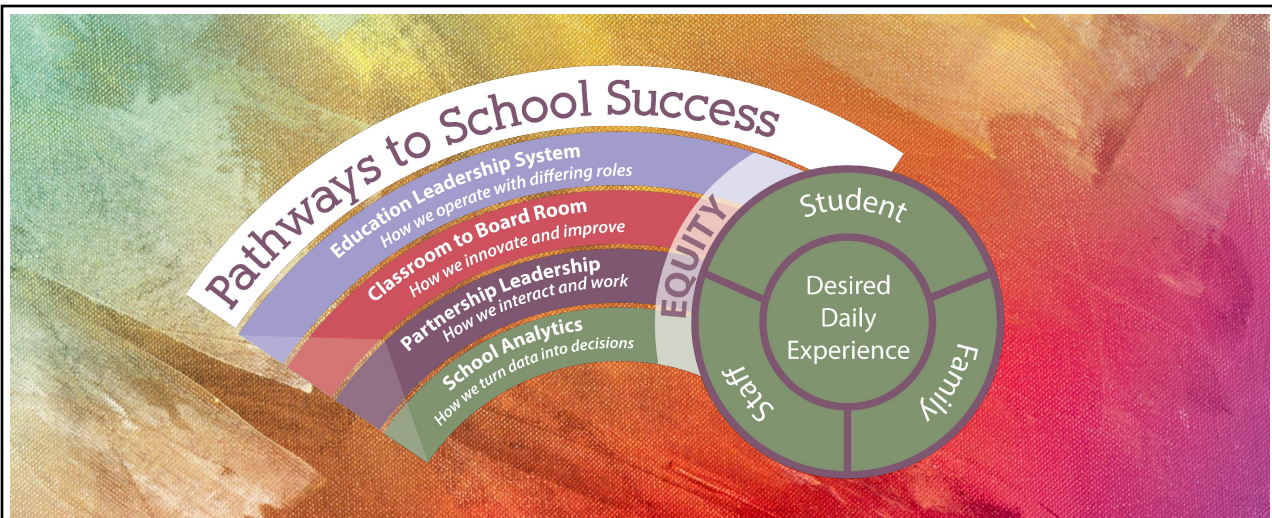 Pathways to School Success
Education Leadership System
How we operate with differing roles
Classroom to Board Room
How we innovate and improve
Partnership Leadership
How we interact and work
School Analytics
How we turn data into decisions
EQUITY
Student
Desired
Daily
Experience
Staff
Family